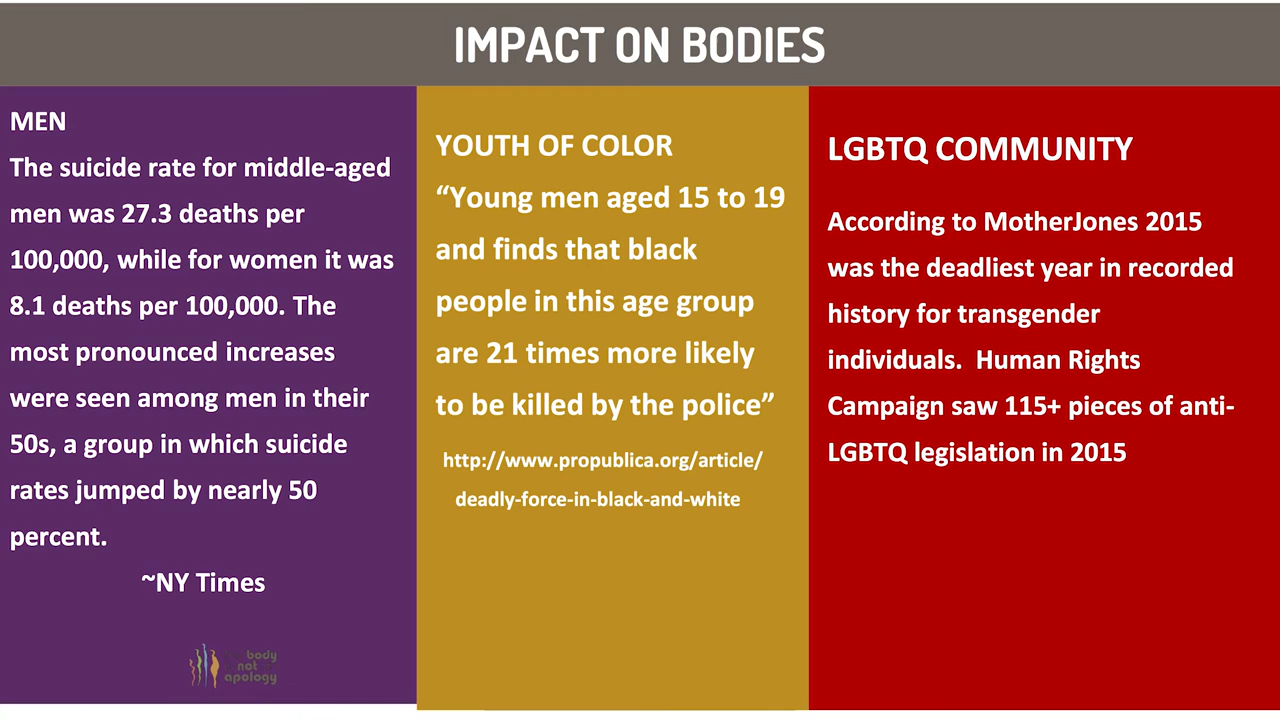 IMPACT ON BODIES
MEN
The suicide rate for middle-aged
men was 27.3 deaths per
100,000, while for women it was
8.1 deaths per 100,000. The
most pronounced increases
were seen among men in their
50s, a group in which suicide
rates jumped by nearly 50
percent.
~NY Times
body
not
apology
YOUTH OF COLOR
“Young men aged 15 to 19
and finds that black
people in this age group
are 21 times more likely
to be killed by the police”
http://www.propublica.org/article/
deadly-force-in-black-and-white
LGBTQ COMMUNITY
According to MotherJones 2015
was the deadliest year in recorded
history for transgender
individuals.  Human Rights
Campaign saw 115+ pieces of anti-
LGBTQ legislation in 2015